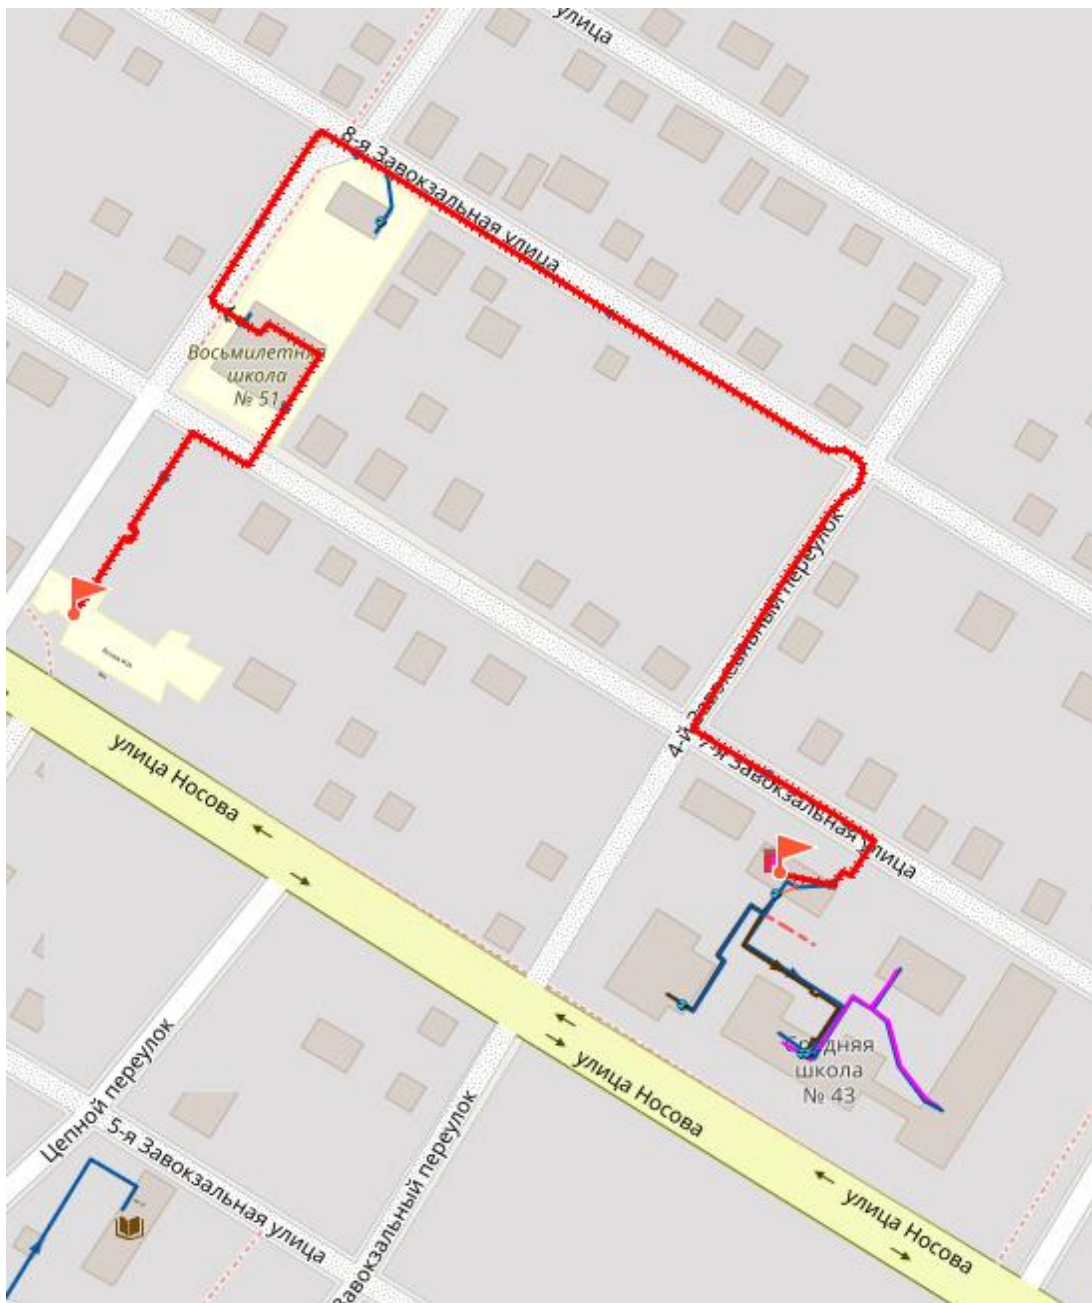 улица
8-я Завокзальная улица
Восьмилетняя
школа
№ 51
4-й Завокзальный переулок
7-я Завокзальная улица
улица Носова
Средняя
школа
№ 43
улица Носова
Цепной переулок
5-я Завокзальная улица
Завокзальный переулок
улица Носова